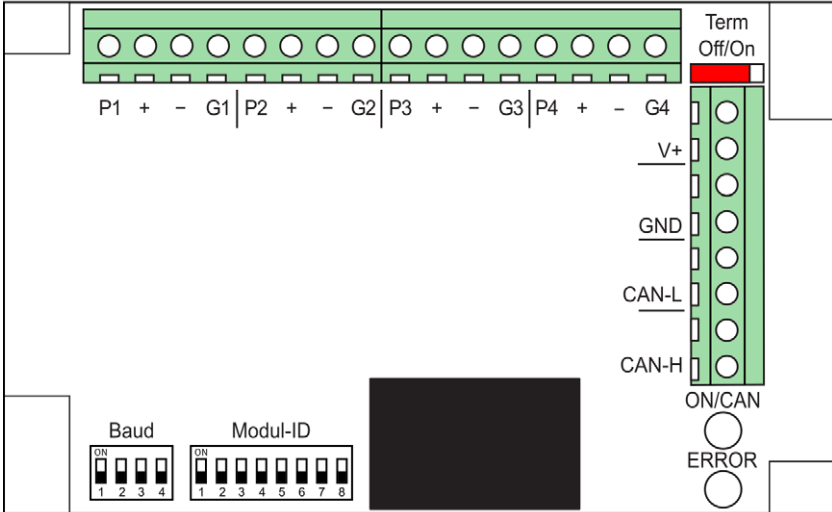 Term
Off/On
P1 + – G1 P2 + – G2 P3 + – G3 P4 + – G4
V+
GND
CAN-L
CAN-H
ON/CAN
ERROR
Baud
ON
1 2 3 4
Modul-ID
ON
1 2 3 4 5 6 7 8